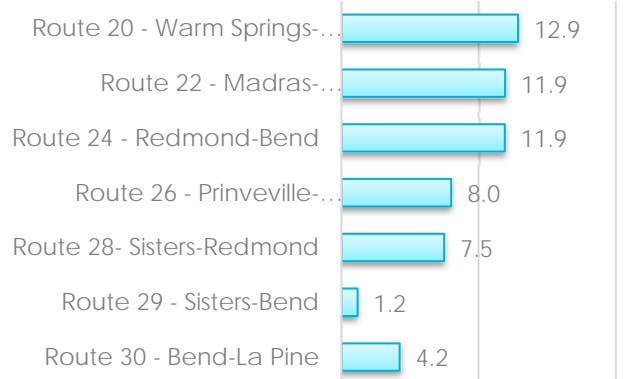 Route 20 - Warm Springs-... 12.9
Route 22 - Madras-... 11.9
Route 24 - Redmond-Bend 11.9
Route 26 - Prinveville-... 8.0
Route 28- Sisters-Redmond 7.5
Route 29 - Sisters-Bend 1.2
Route 30 - Bend-La Pine 4.2